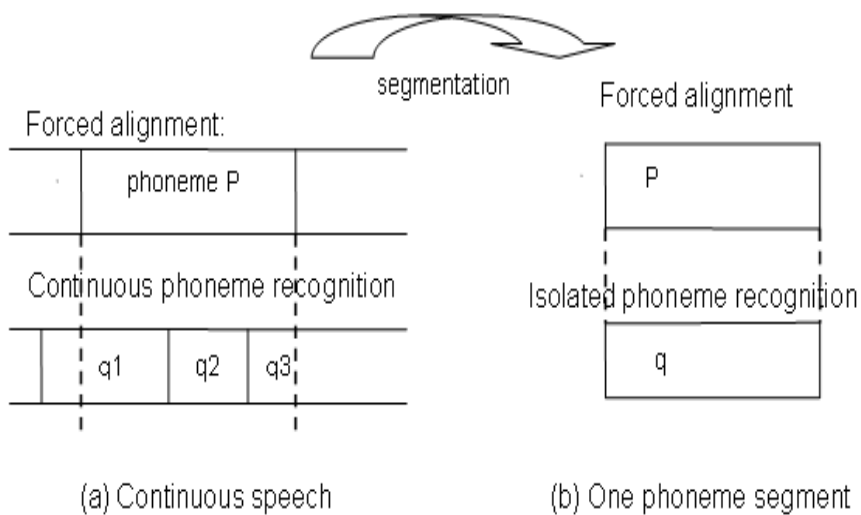 segmentation
Forced alignment:
phoneme P
Continuous phoneme recognition
q1 q2 q3
(a) Continuous speech
Forced alignment
P
Isolated phoneme recognition
q
(b) One phoneme segment